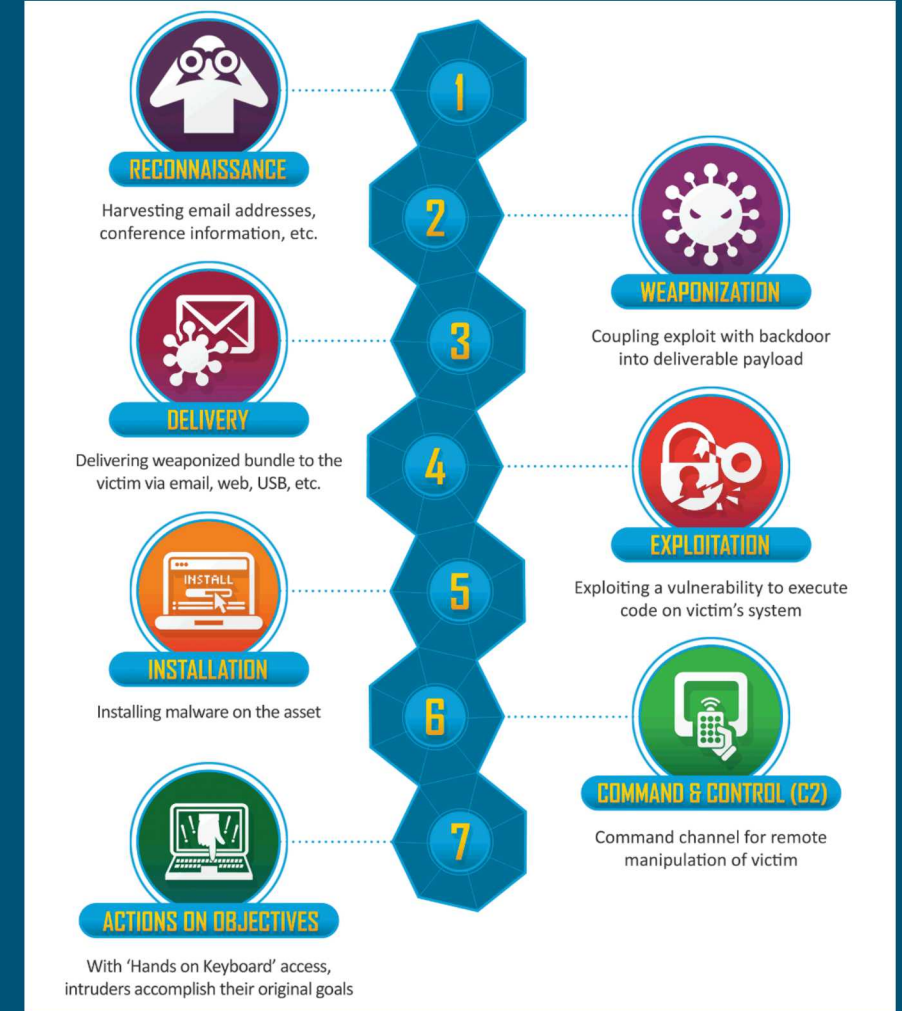 1
RECONNAISSANCE
Harvesting email addresses,
conference information, etc.
2
WEAPONIZATION
Coupling exploit with backdoor
into deliverable payload
3
DELIVERY
Delivering weaponized bundle to the
victim via email, web, USB, etc.
4
EXPLOITATION
Exploiting a vulnerability to execute
code on victim's system
5
INSTALL
INSTALLATION
Installing malware on the asset
6
COMMAND & CONTROL (C2)
Command channel for remote
manipulation of victim
7
! ! ! !
ACTIONS ON OBJECTIVES
With ‘Hands on Keyboard’ access,
intruders accomplish their original goals